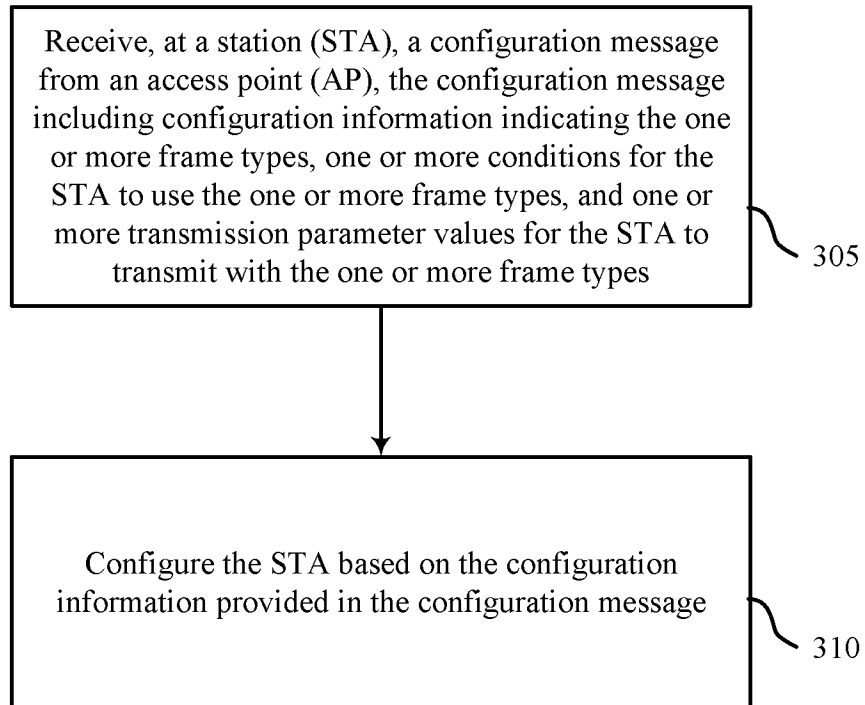 Receive, at a station (STA), a configuration message
from an access point (AP), the configuration message
including configuration information indicating the one
or more frame types, one or more conditions for the
STA to use the one or more frame types, and one or
more transmission parameter values for the STA to
transmit with the one or more frame types
305
Configure the STA based on the configuration
information provided in the configuration message
310